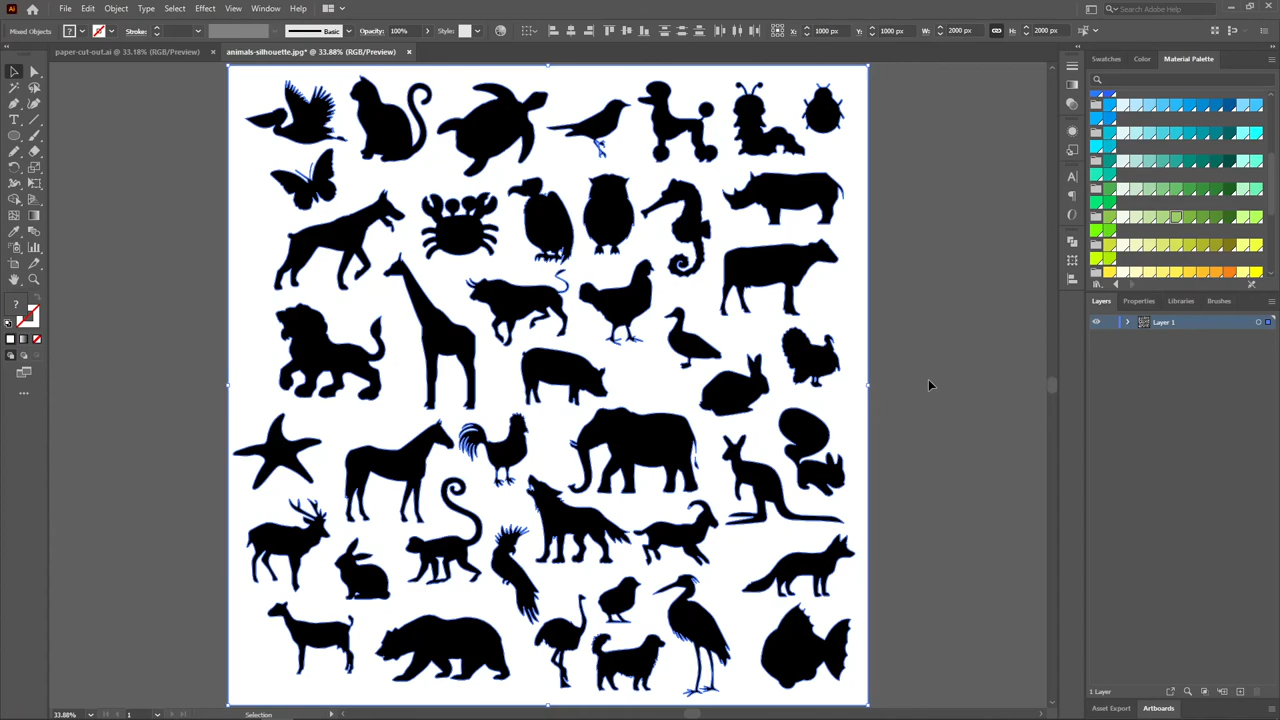 Ai
File Edit Object Type Select Effect View Window Help
Search Adobe Help
Mixed Objects
?
Stroke:
Basic
Opacity: 100%
Style:
X: 1000 px
Y: 1000 px
W: 2000 px
H: 2000 px
paper-cut-out.ai @ 33.18% (RGB/Preview)
animals-silhouette.jpg* @ 33.88% (RGB/Preview)
Swatches Color Material Palette
Layers Properties Libraries Brushes
Layer 1
1 Layer
Asset Export Artboards
33.88% 1 Selection